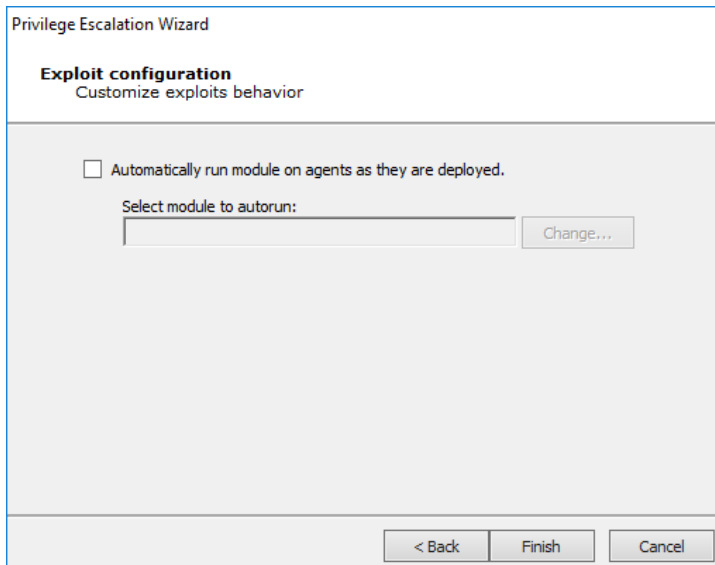 Privilege Escalation Wizard
Exploit configuration
Customize exploits behavior
Automatically run module on agents as they are deployed.
Select module to autorun:
Change...
< Back
Finish
Cancel